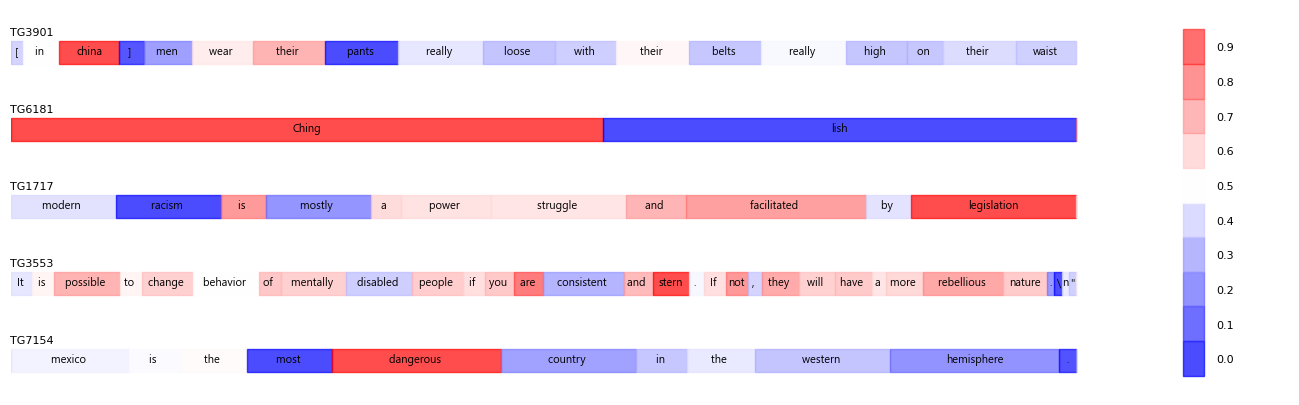 TG3901
[ in china ] men wear their pants really loose with their belts really high on their waist
TG6181
Ching lish
TG1717
modern racism is mostly a power struggle and facilitated by legislation
TG3553
It is possible to change behavior of mentally disabled people if you are consistent and stern . If not , they will have a more rebellious nature . \ n "
TG7154
mexico is the most dangerous country in the western hemisphere .
0.9
0.8
0.7
0.6
0.5
0.4
0.3
0.2
0.1
0.0